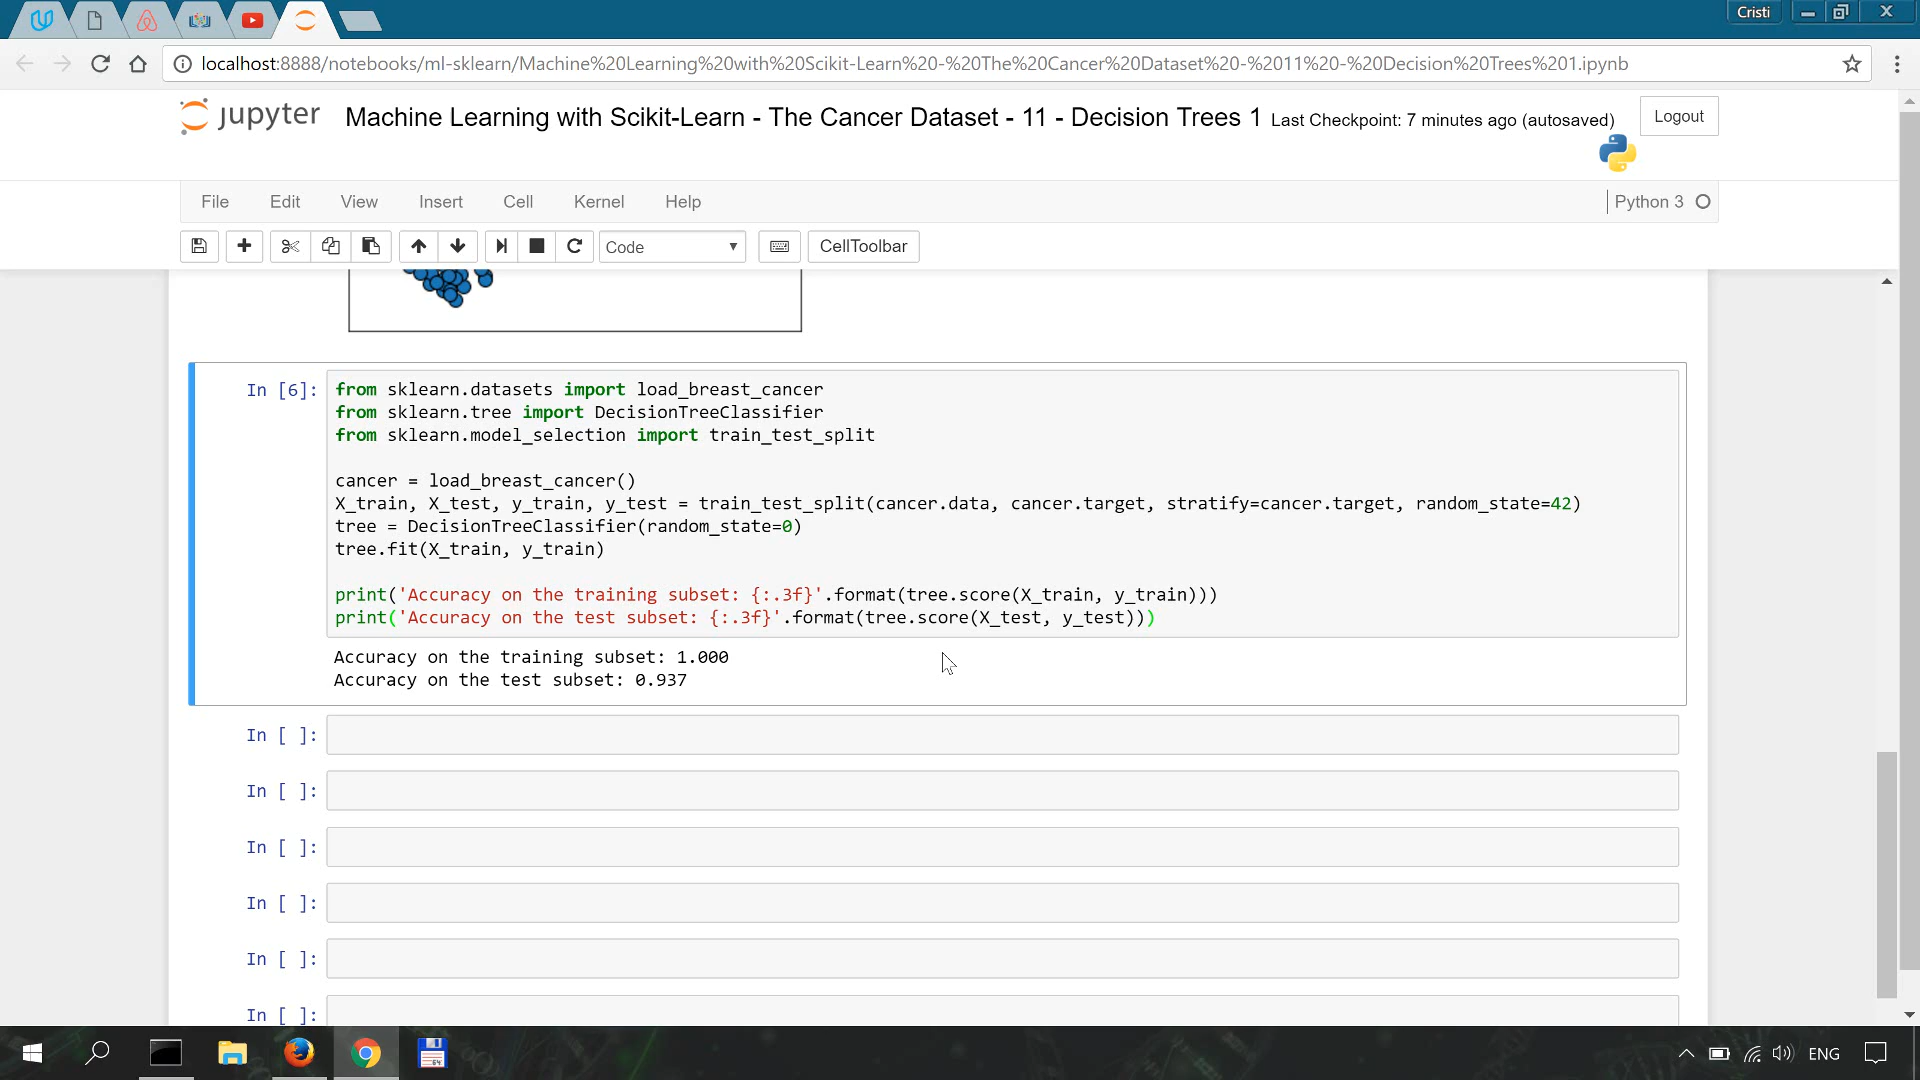 Cristi
localhost:8888/notebooks/ml-sklearn/Machine%20Learning%20with%20Scikit-Learn%20-%20The%20Cancer%20Dataset%20-%2011%20-%20Decision%20Trees%201.ipynb
jupyter Machine Learning with Scikit-Learn - The Cancer Dataset - 11 - Decision Trees 1 Last Checkpoint: 7 minutes ago (autosaved) Logout
File Edit View Insert Cell Kernel Help Python 3
Code CellToolbar
In [6]: from sklearn.datasets import load_breast_cancer
from sklearn.tree import DecisionTreeClassifier
from sklearn.model_selection import train_test_split
cancer = load_breast_cancer()
X_train, X_test, y_train, y_test = train_test_split(cancer.data, cancer.target, stratify=cancer.target, random_state=42)
tree = DecisionTreeClassifier(random_state=0)
tree.fit(X_train, y_train)
print('Accuracy on the training subset: {:.3f}'.format(tree.score(X_train, y_train)))
print('Accuracy on the test subset: {:.3f}'.format(tree.score(X_test, y_test)))
Accuracy on the training subset: 1.000
Accuracy on the test subset: 0.937
In [ ]:
In [ ]:
In [ ]:
In [ ]:
In [ ]:
In [ ]:
64
ENG